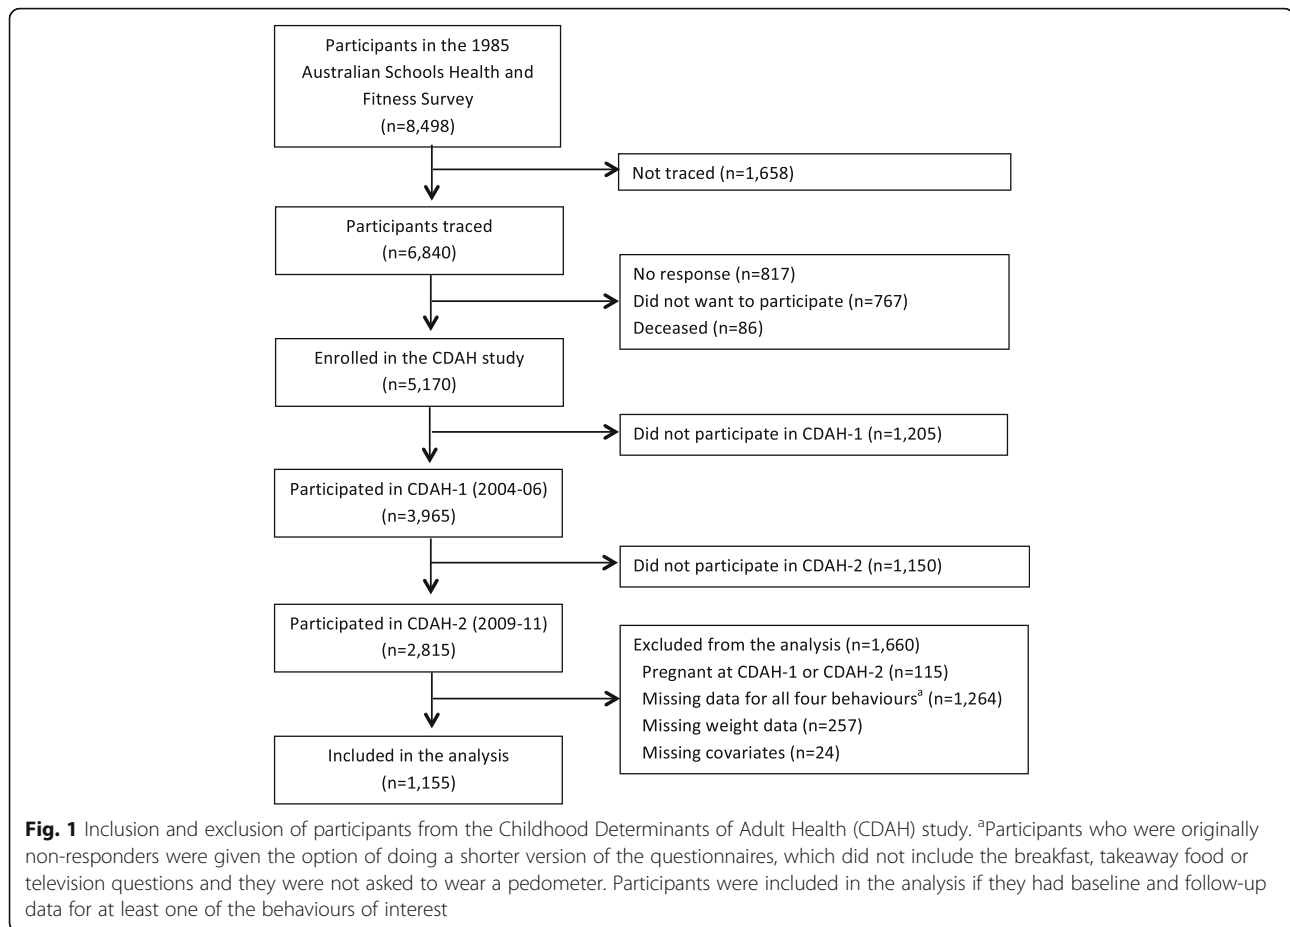 Participants in the 1985
Australian Schools Health and
Fitness Survey
(n=8,498)
Not traced (n=1,658)
Participants traced
(n=6,840)
No response (n=817)
Did not want to participate (n=767)
Deceased (n=86)
Enrolled in the CDAH study
(n=5,170)
Did not participate in CDAH-1 (n=1,205)
Participated in CDAH-1 (2004-06)
(n=3,965)
Did not participate in CDAH-2 (n=1,150)
Participated in CDAH-2 (2009-11)
(n=2,815)
Excluded from the analysis (n=1,660)
Pregnant at CDAH-1 or CDAH-2 (n=115)
Missing data for all four behavioursᵃ (n=1,264)
Missing weight data (n=257)
Missing covariates (n=24)
Included in the analysis
(n=1,155)
Fig. 1 Inclusion and exclusion of participants from the Childhood Determinants of Adult Health (CDAH) study. ᵃParticipants who were originally
non-responders were given the option of doing a shorter version of the questionnaires, which did not include the breakfast, takeaway food or
television questions and they were not asked to wear a pedometer. Participants were included in the analysis if they had baseline and follow-up
data for at least one of the behaviours of interest